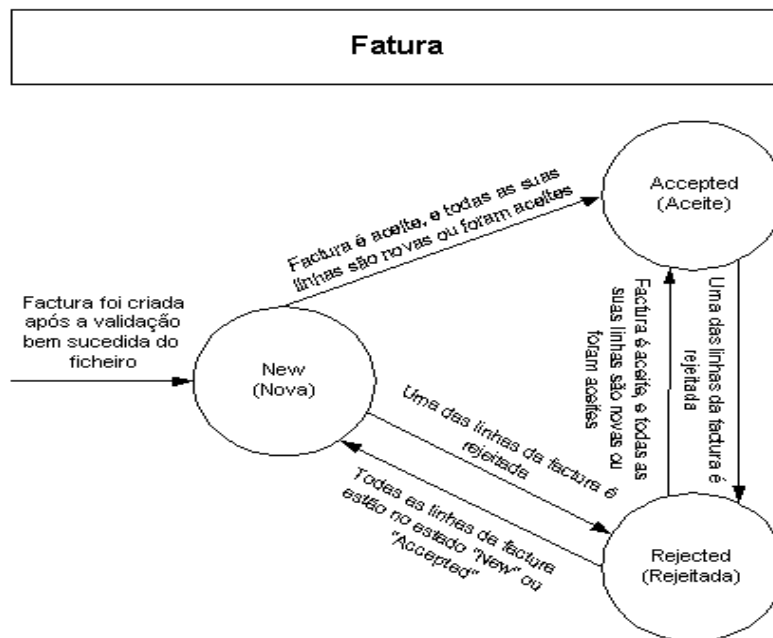 Fatura
Factura é aceite, e todas as suas
linhas são novas ou foram aceites
Accepted
(Aceite)
Factura foi criada
após a validação
bem sucedida do
ficheiro
New
(Nova)
Factura é aceite, e todas as
suas linhas são novas ou
foram aceites
Uma das linhas da factura é
rejeitada
Uma das linhas da factura é
rejeitada
Todas as linhas da factura
estão no estado "New" ou
"Accepted"
Rejected
(Rejeitada)